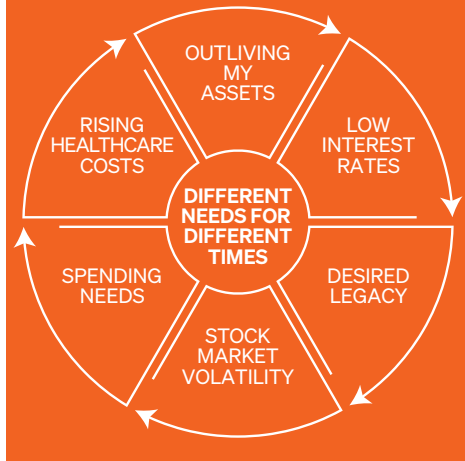 OUTLIVING
MY
ASSETS
LOW
INTEREST
RATES
DESIRED
LEGACY
STOCK
MARKET
VOLATILITY
SPENDING
NEEDS
RISING
HEALTHCARE
COSTS
DIFFERENT
NEEDS FOR
DIFFERENT
TIMES